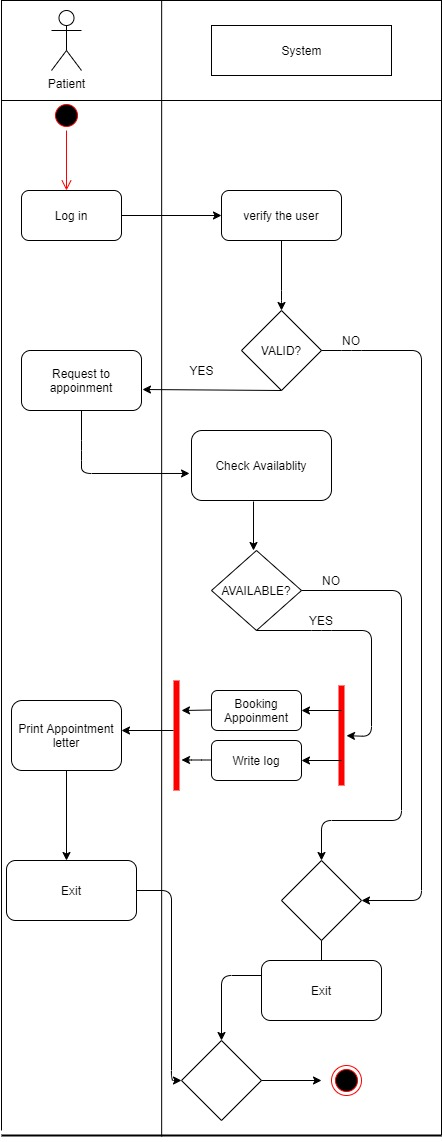 Patient
System
Log in
verify the user
VALID?
NO
YES
Request to
appoinment
Check Availablity
AVAILABLE?
NO
YES
Booking
Appoinment
Print Appointment
letter
Write log
Exit
Exit